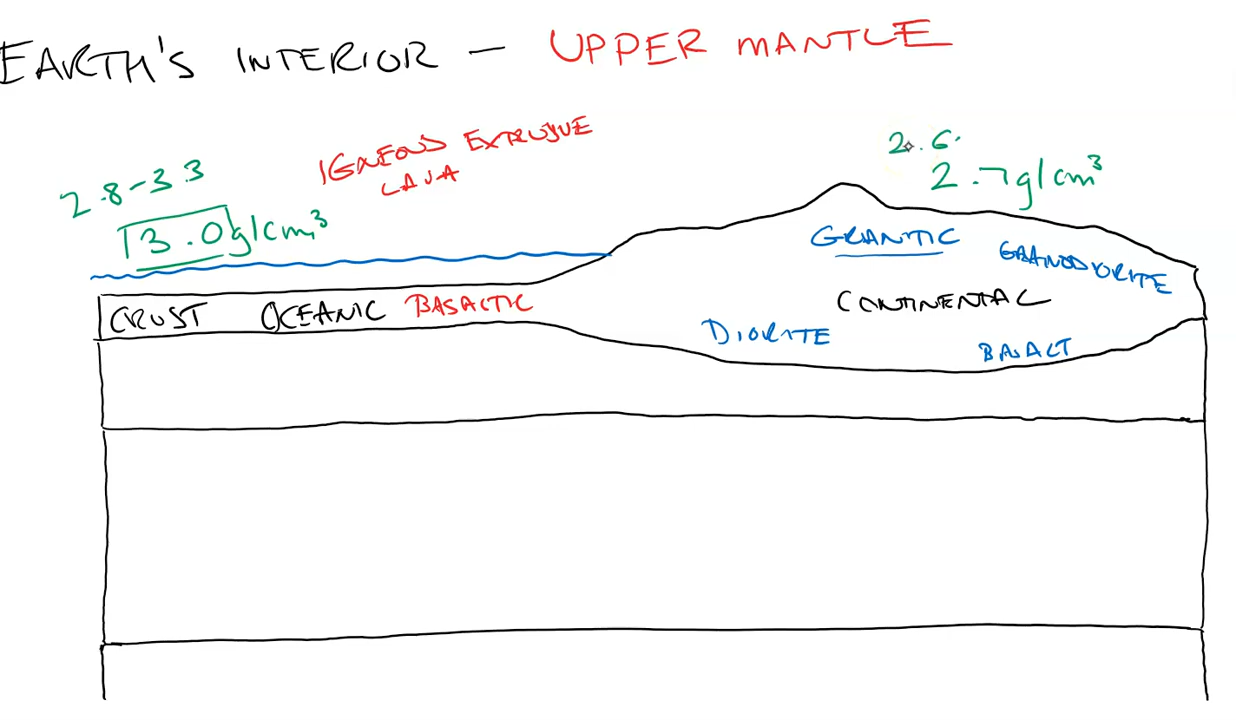 EARTH'S INTERIOR - UPPER MANTLE
IGNEOUS EXTRUSIVE
LAVA
2.8-3.3
3.0g/cm³
2.6
2.7g/cm³
GRANITIC
GRANODIORITE
CRUST OCEANIC BASALTIC
CONTINENTAL
DIORITE
BASALT